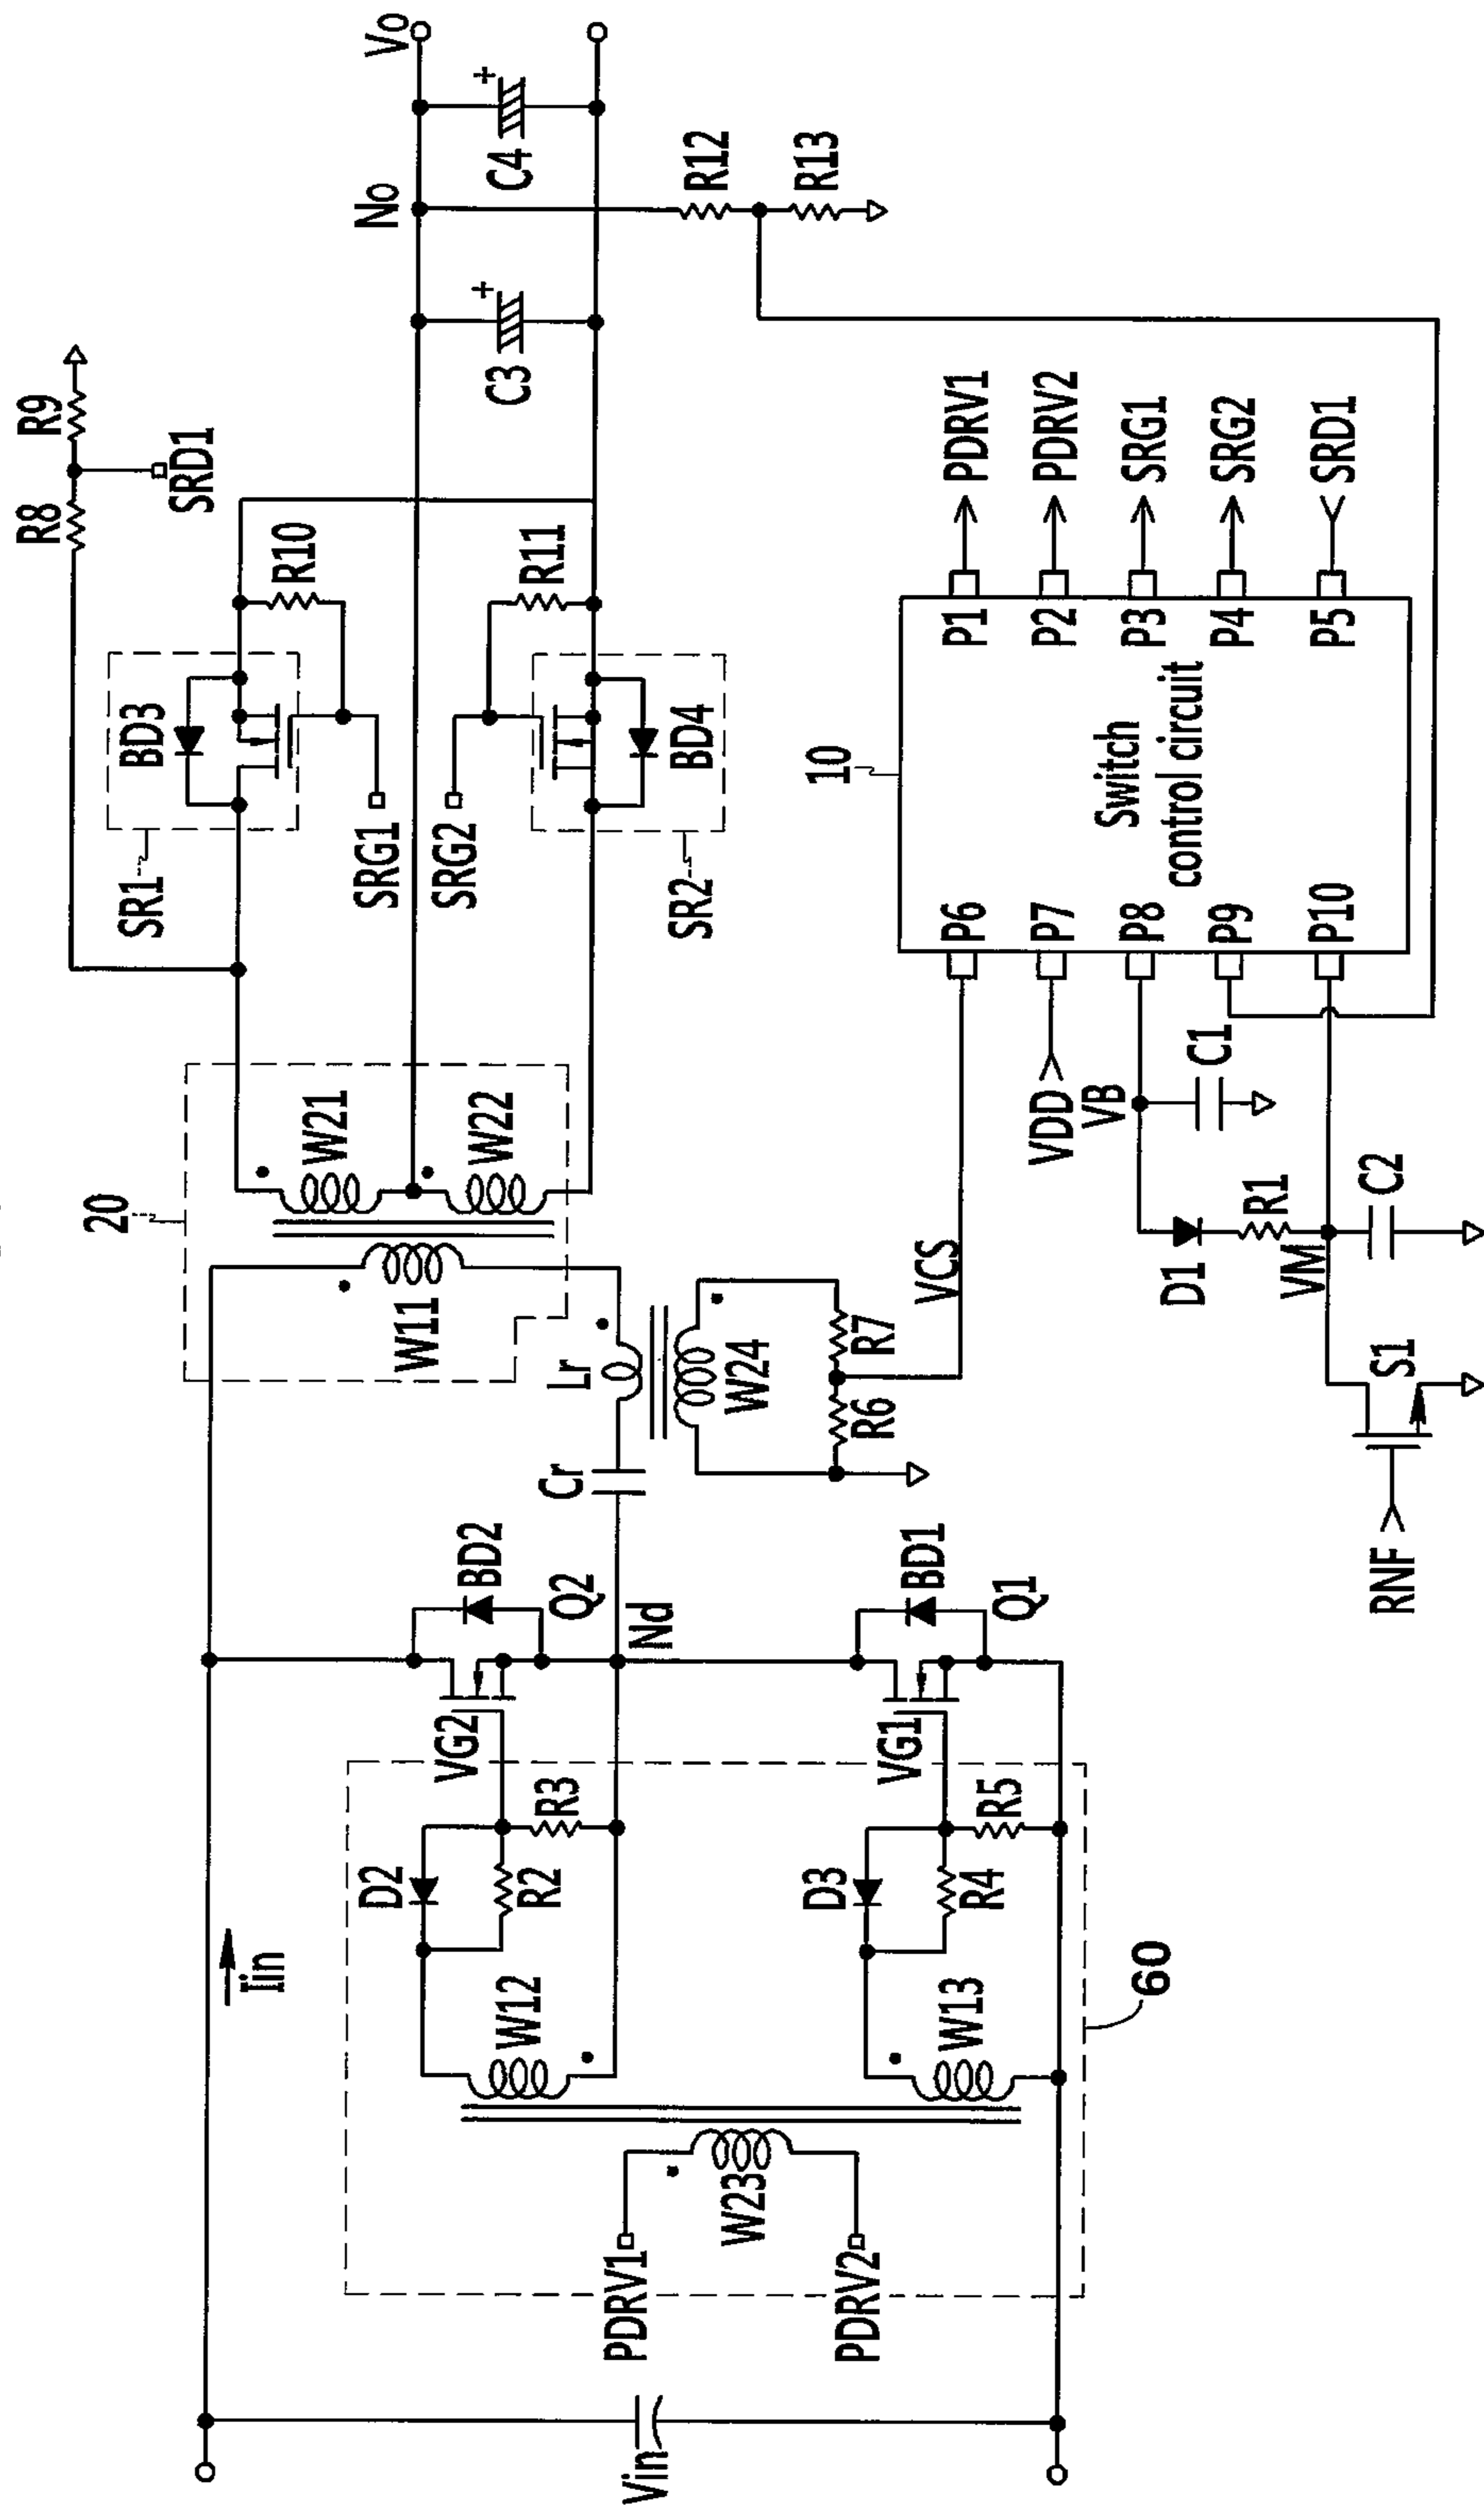 R8
R9
SRD1
SR1
BD3
R10
SRG1
SRG2
R11
SR2
BD4
C3
No
C4
Vo
R12
R13
20
W21
W22
W11
Lr
Cr
W24
R7
R6
VCS
Iin
BD2
Q2
Nd
VG2
D2
R2
R3
W12
BD1
Q1
VG1
D3
R4
R5
W13
W23
PDRV1
PDRV2
60
Vin
10
Switch
control circuit
P1
P2
P3
P4
P5
PDRV1
PDRV2
SRG1
SRG2
SRD1
P6
P7
P8
P9
P10
VDD
VB
C1
D1
R1
VM
C2
S1
RNF